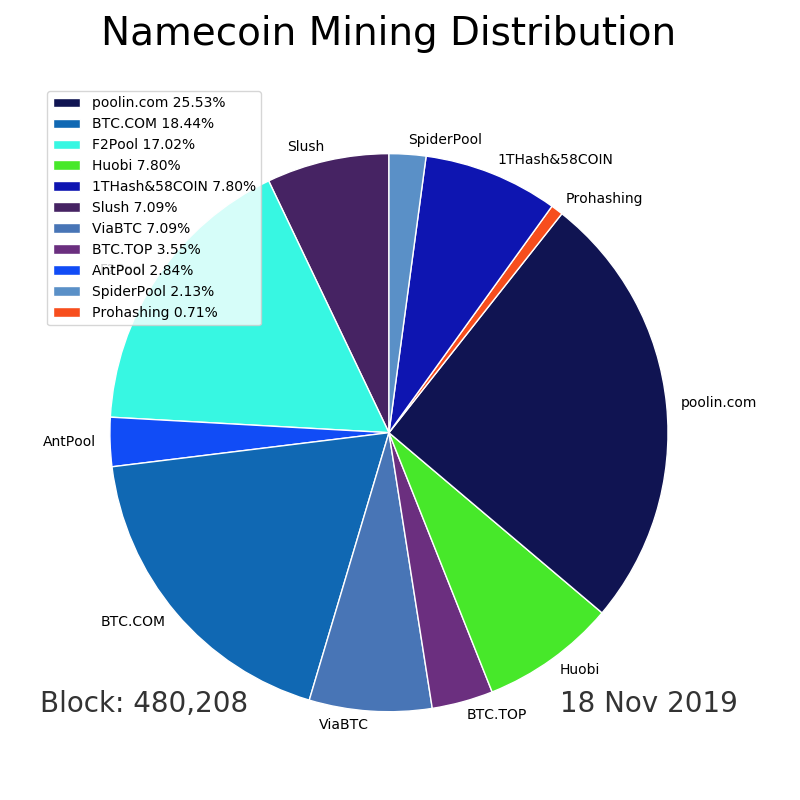 Namecoin Mining Distribution
poolin.com 25.53%
BTC.COM 18.44%
F2Pool 17.02%
Huobi 7.80%
1THash&58COIN 7.80%
Slush 7.09%
ViaBTC 7.09%
BTC.TOP 3.55%
AntPool 2.84%
SpiderPool 2.13%
Prohashing 0.71%
Slush
SpiderPool
1THash&58COIN
Prohashing
poolin.com
AntPool
BTC.COM
Huobi
BTC.TOP
ViaBTC
Block: 480,208
18 Nov 2019